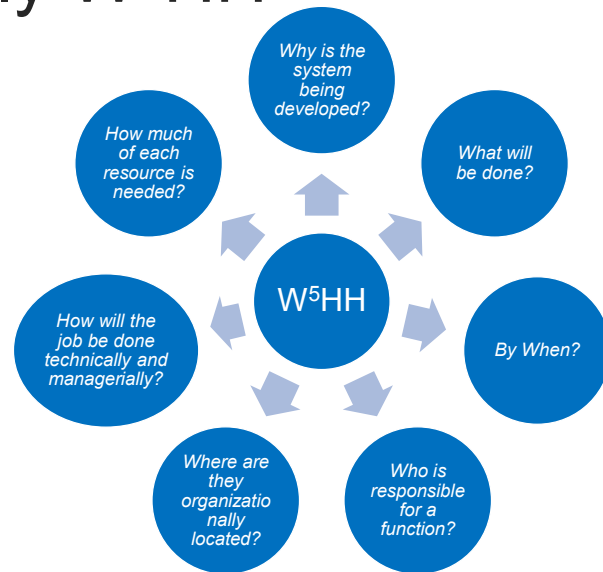 Why is the
system
being
developed?
What will
be done?
By When?
Who is
responsible
for a
function?
Where are
they
organizatio
nally
located?
How will the
job be done
technically and
managerially?
How much
of each
resource is
needed?
W⁵HH